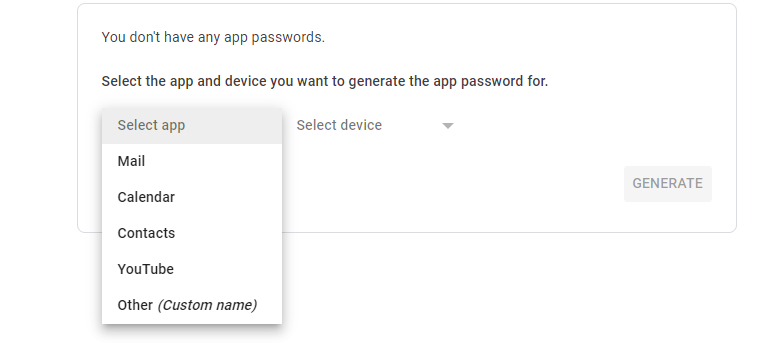 You don't have any app passwords.
Select the app and device you want to generate the app password for.
Select app
Select device
Mail
Calendar
Contacts
YouTube
Other (Custom name)
GENERATE